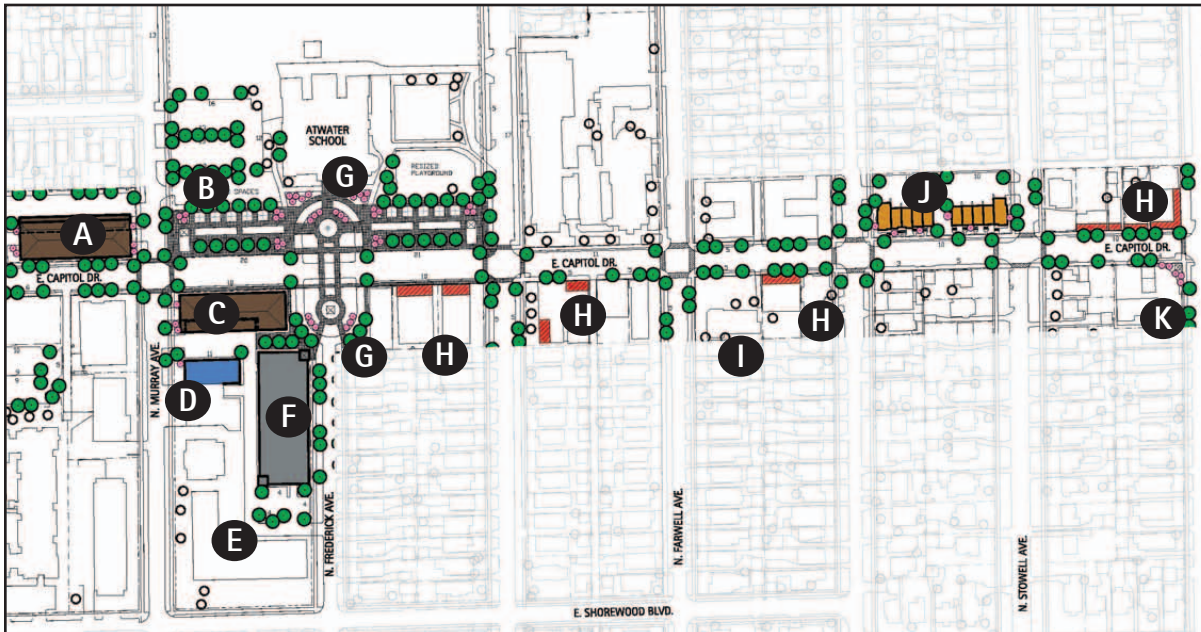 ATWATER
SCHOOL
RESIZED
PLAYGROUND
SPACES
A
B
G
J
H
E. CAPITOL DR.
E. CAPITOL DR.
E. CAPITOL DR.
C
G
H
H
I
H
K
N. MURRAY AVE.
D
F
E
N. FREDERICK AVE.
N. FARWELL AVE.
N. STOWELL AVE.
E. SHOREWOOD BLVD.